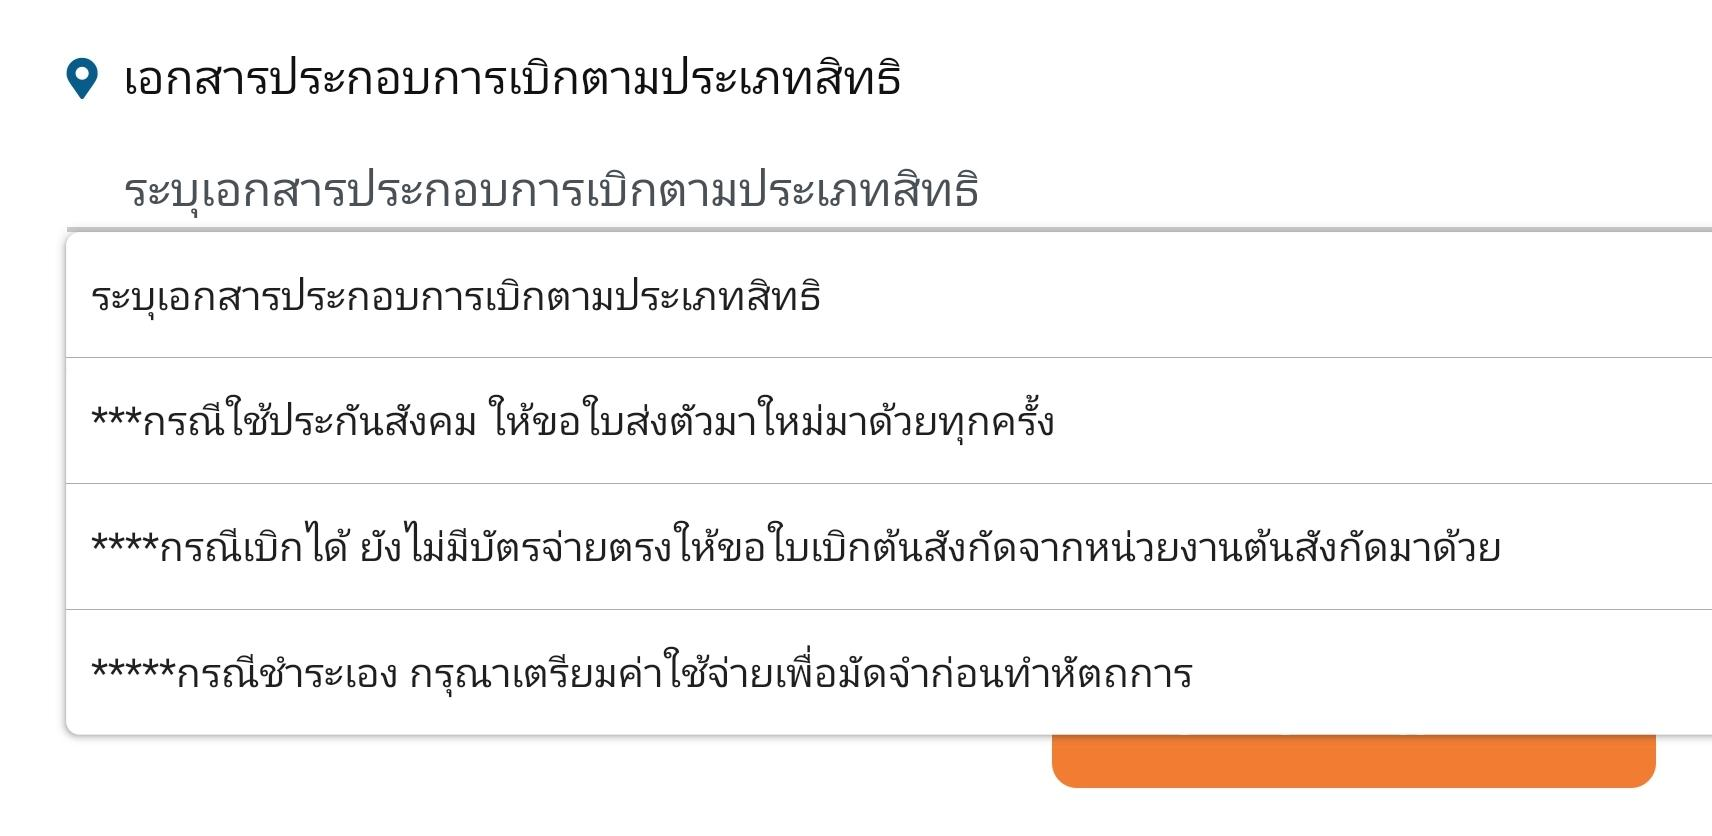 เอกสารประกอบการเบิกตามประเภทสิทธิ
ระบุเอกสารประกอบการเบิกตามประเภทสิทธิ
ระบุเอกสารประกอบการเบิกตามประเภทสิทธิ
***กรณีใช้ประกันสังคม ให้ขอใบส่งตัวมาใหม่มาด้วยทุกครั้ง
****กรณีเบิกได้ ยังไม่มีบัตรจ่ายตรงให้ขอใบเบิกต้นสังกัดจากหน่วยงานต้นสังกัดมาด้วย
*****กรณีชำระเอง กรุณาเตรียมค่าใช้จ่ายเพื่อมัดจำก่อนทำหัตถการ